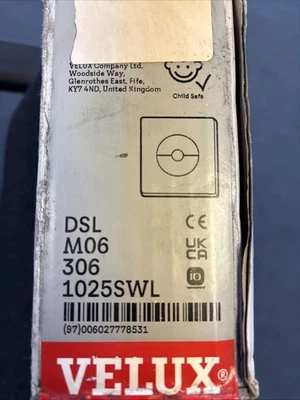 VELUX Company Ltd.
Woodside Way,
Glenrothes East, Fife,
KY7 4ND, United Kingdom
Child Safe
DSL
M06
306
1025SWL
CE
UK
CA
io
(97)006027778531
VELUX®